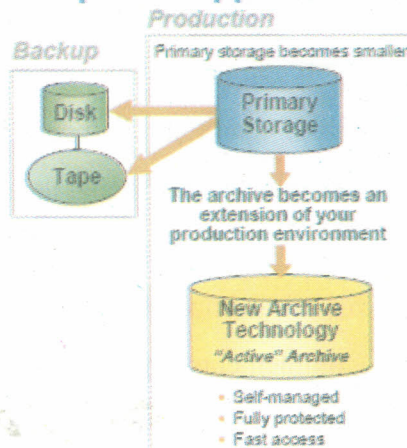 Production
Backup
Primary storage becomes smaller
Disk
Tape
Primary
Storage
The archive becomes an
extension of your
production environment
New Archive
Technology
"Active" Archive
• Self-managed
• Fully protected
• Fast access